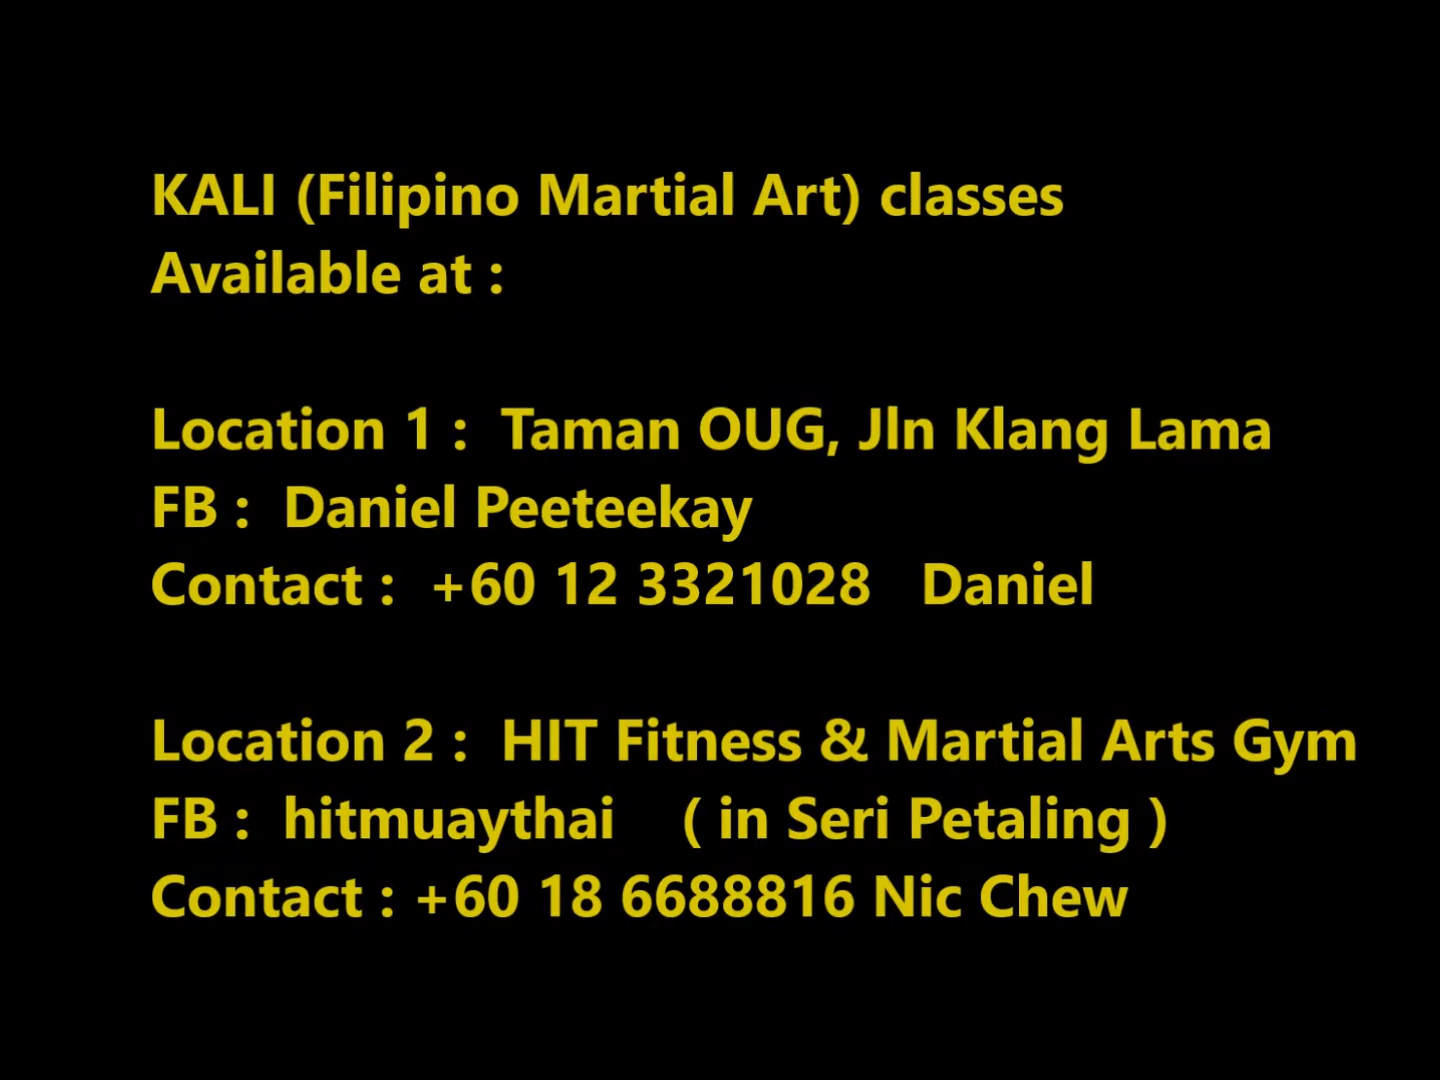 KALI (Filipino Martial Art) classes
Available at :
Location 1 : Taman OUG, Jln Klang Lama
FB : Daniel Peeteekay
Contact : +60 12 3321028 Daniel
Location 2 : HIT Fitness & Martial Arts Gym
FB : hitmuaythai ( in Seri Petaling )
Contact : +60 18 6688816 Nic Chew